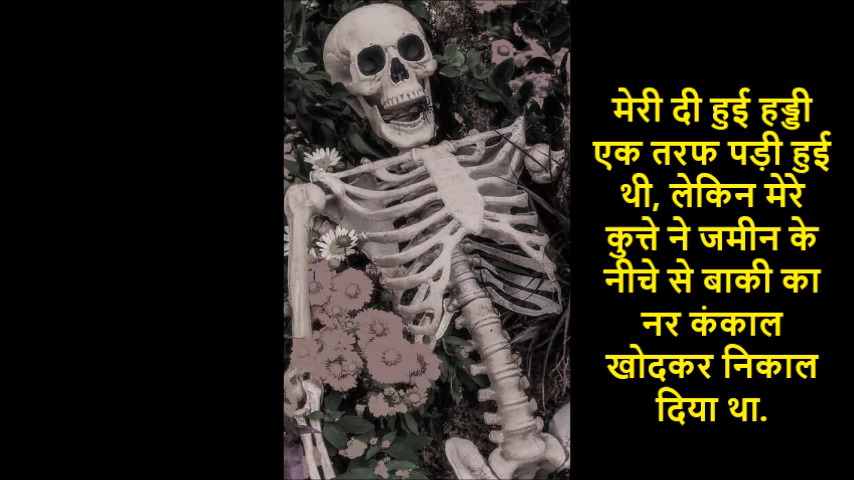 मेरी दी हुई हड्डी
एक तरफ पड़ी हुई
थी, लेकिन मेरे
कुत्ते ने जमीन के
नीचे से बाकी का
नर कंकाल
खोदकर निकाल
दिया था.